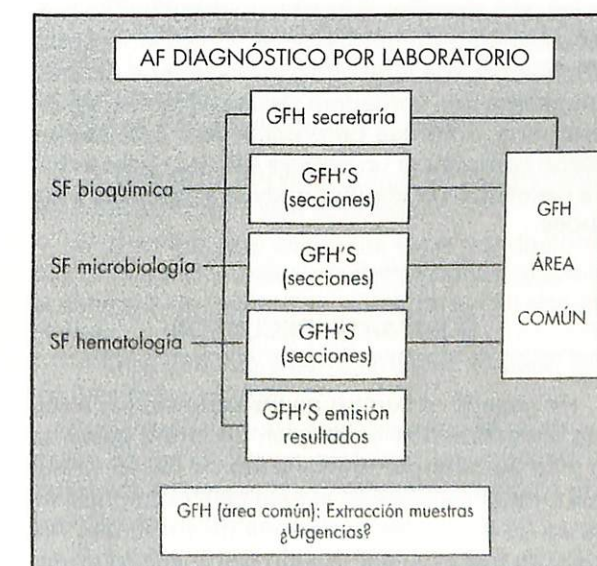 AF DIAGNÓSTICO POR LABORATORIO
GFH secretaría
SF bioquímica
GFH'S
(secciones)
SF microbiología
GFH'S
(secciones)
SF hematología
GFH'S
(secciones)
GFH'S emisión
resultados
GFH
ÁREA
COMÚN
GFH (área común): Extracción muestras
¿Urgencias?